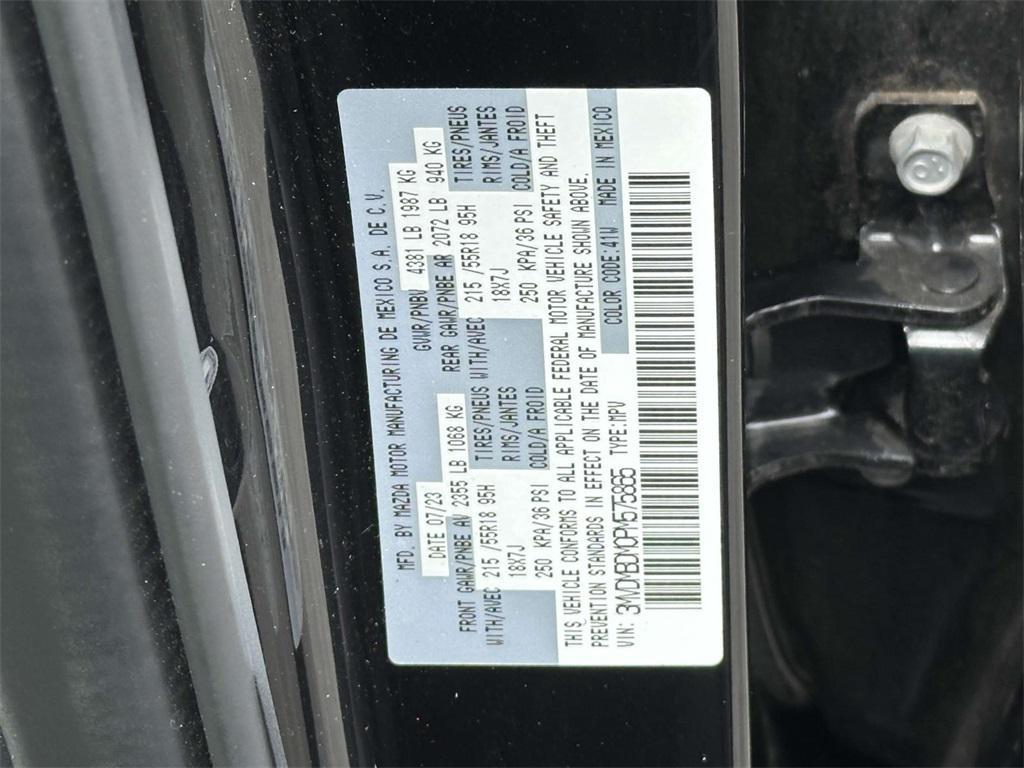 MFD. BY MAZDA MOTOR MANUFACTURING DE MEXICO S.A. DE C.V.
DATE 07/23 GVWR/PNBV 4381 LB 1987 KG
FRONT GAWR/PNBE AV 2355 LB 1068 KG REAR GAWR/PNBE AR 2072 LB 940 KG
WITH/AVEC 215 /55R18 95H TIRES/PNEUS WITH/AVEC 215 /55R18 95H TIRES/PNEUS
18X7J RIMS/JANTES 18X7J RIMS/JANTES
250 KPA/36 PSI COLD/A FROID 250 KPA/36 PSI COLD/A FROID
THIS VEHICLE CONFORMS TO ALL APPLICABLE FEDERAL MOTOR VEHICLE SAFETY AND THEFT
PREVENTION STANDARDS IN EFFECT ON THE DATE OF MANUFACTURE SHOWN ABOVE.
VIN: 3MVDMBDM0PM575865 TYPE:MPV COLOR CODE:41W MADE IN MEXICO